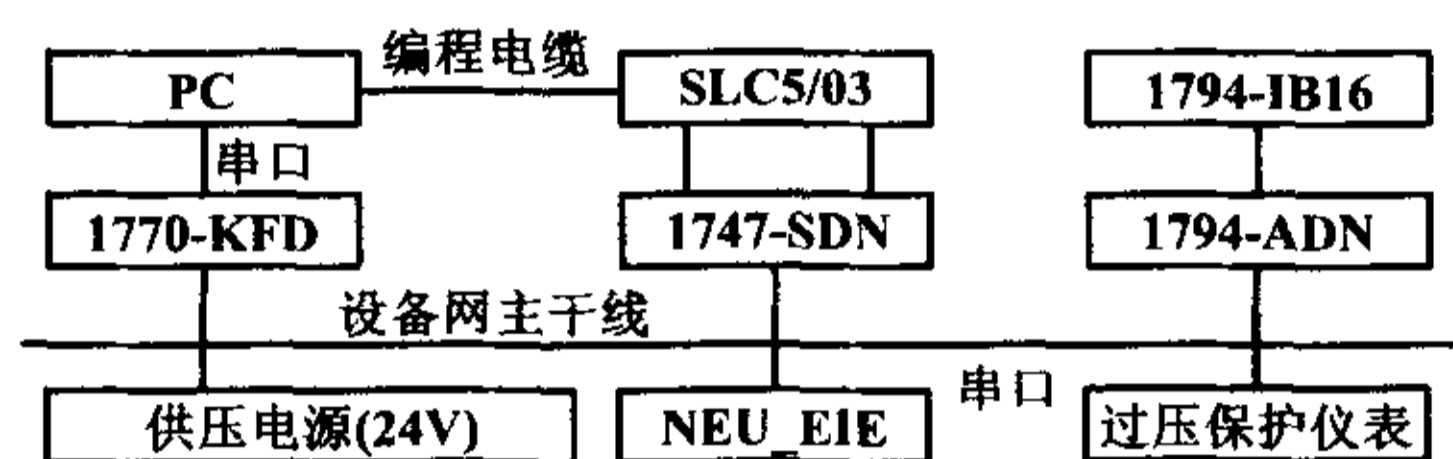 编程电缆
PC
SLC5/03
1794-IB16
串口
1770-KFD
1747-SDN
1794-ADN
设备网主干线
串口
供压电源(24V)
NEU_EIE
过压保护仪表